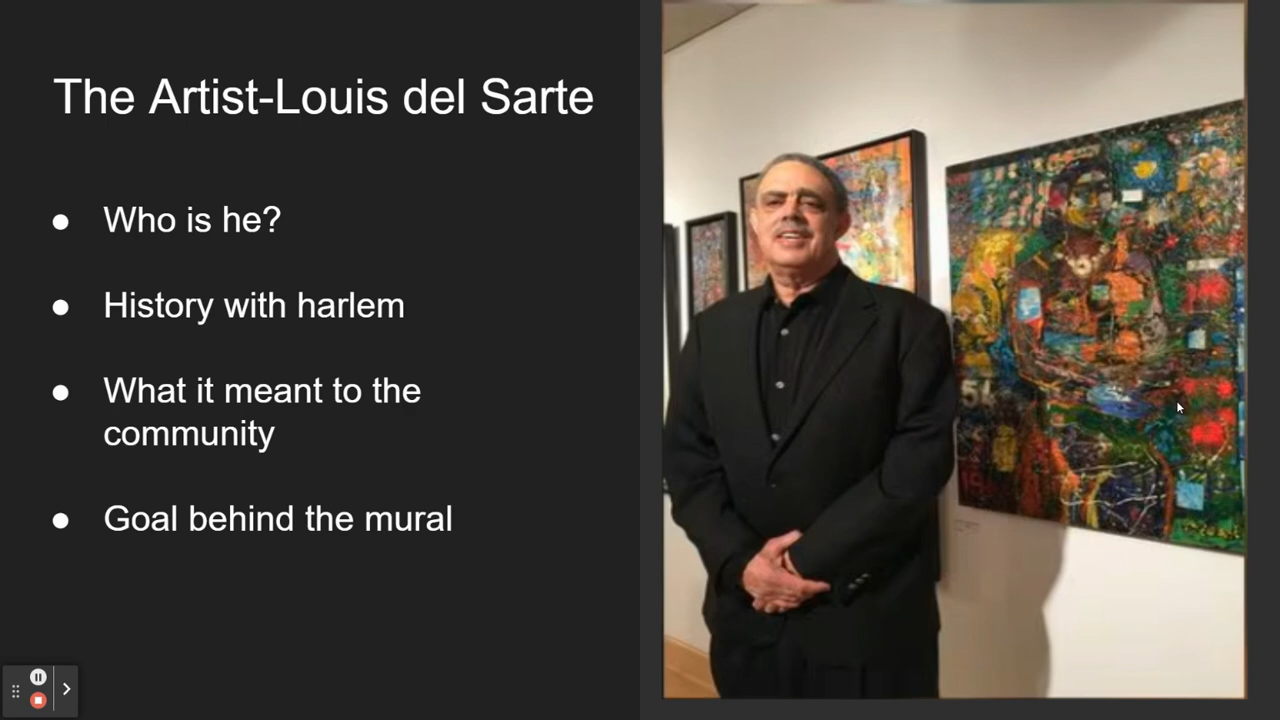 The Artist-Louis del Sarte
● Who is he?
● History with harlem
● What it meant to the
community
● Goal behind the mural
54